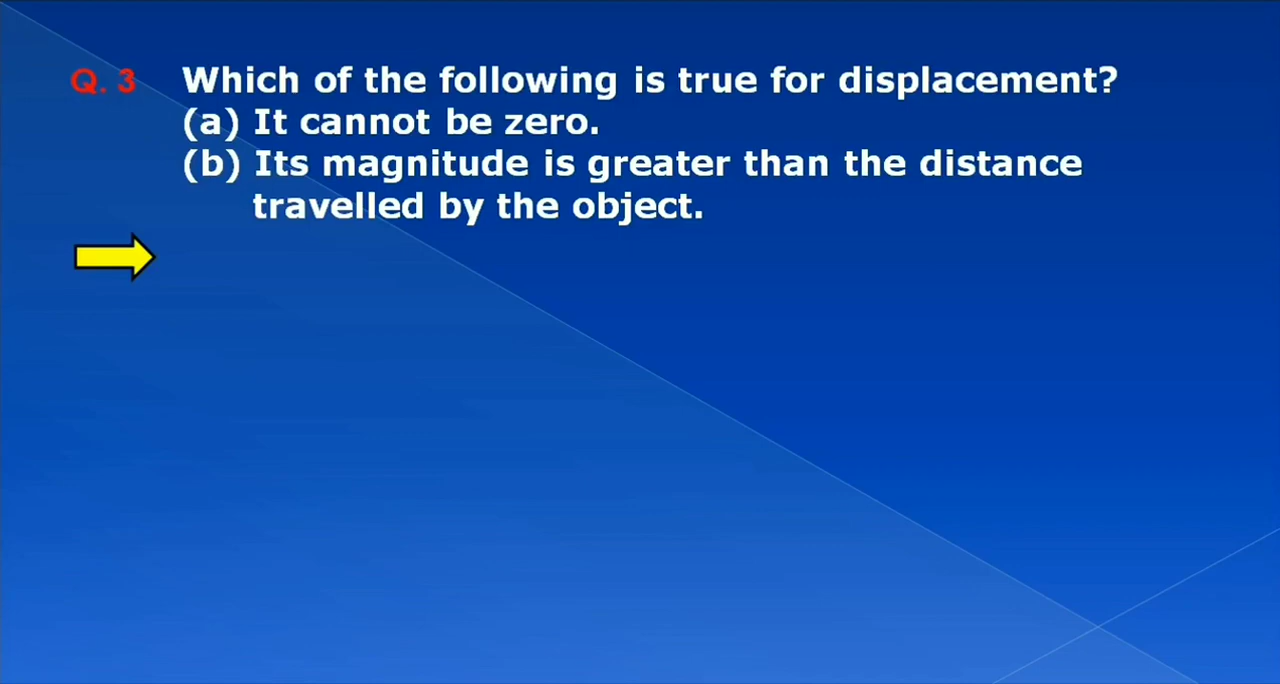 Q. 3 Which of the following is true for displacement?
(a) It cannot be zero.
(b) Its magnitude is greater than the distance
travelled by the object.